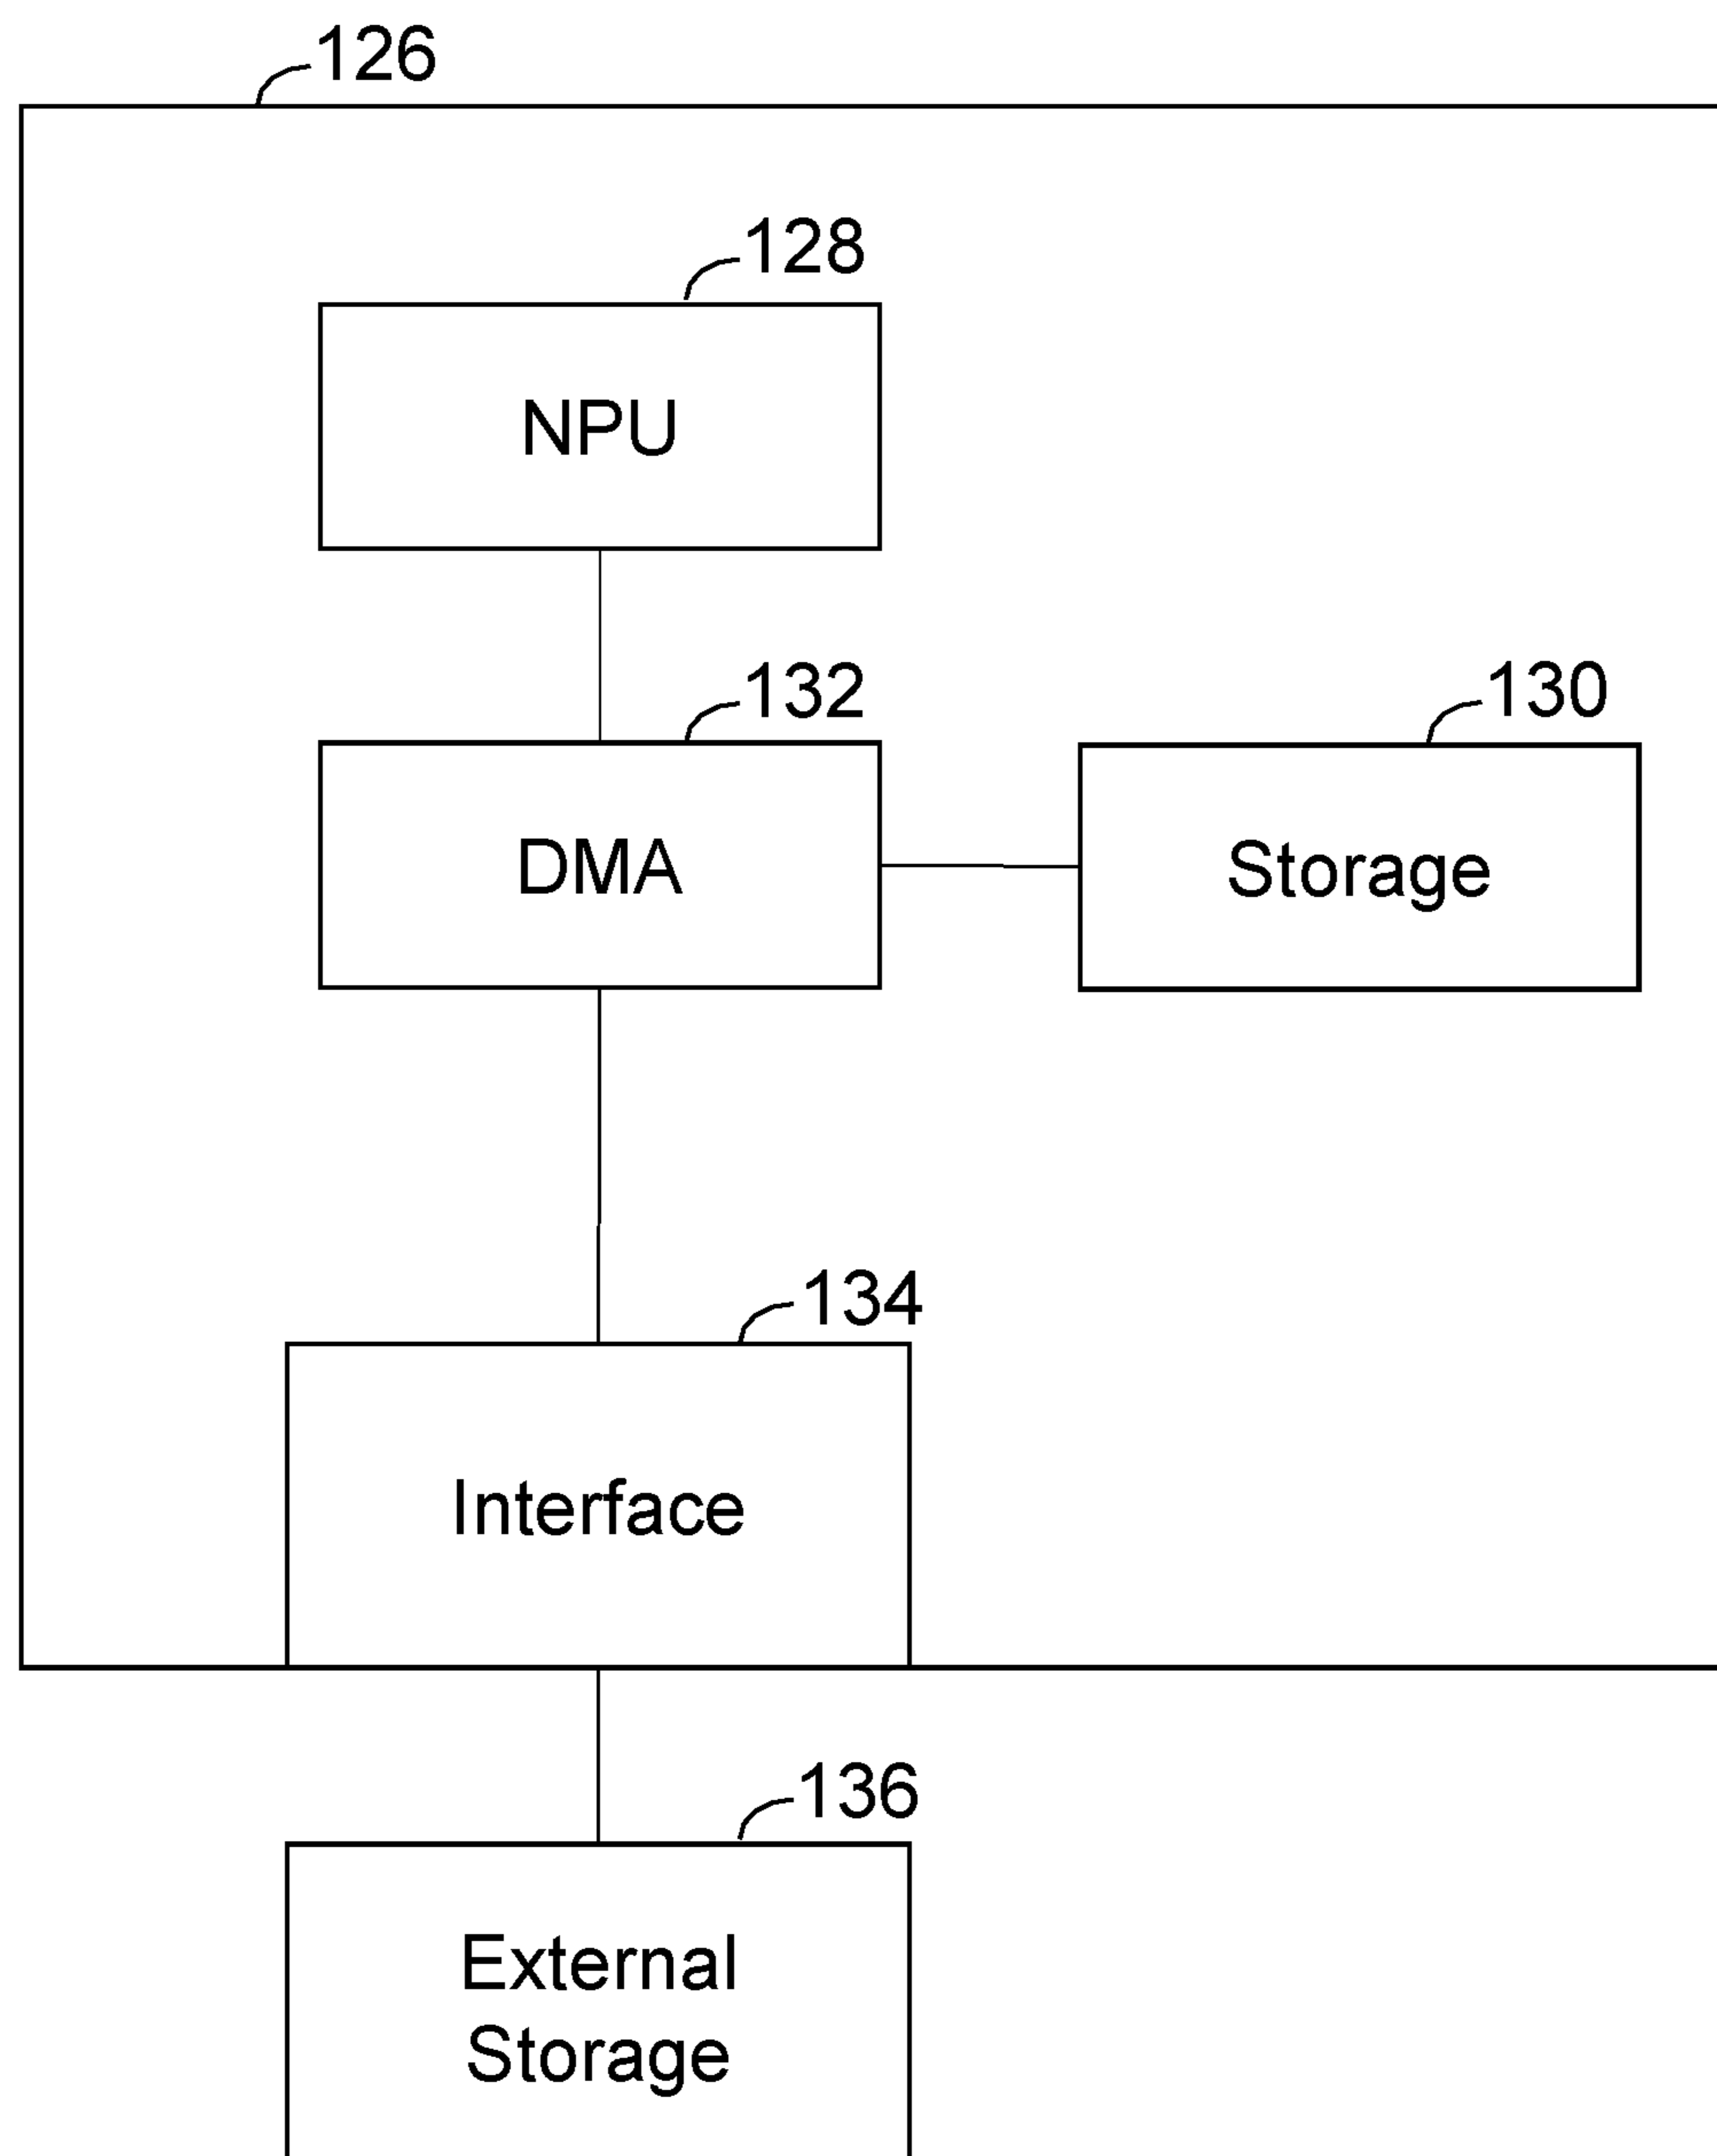 126
128
NPU
132
130
DMA
Storage
134
Interface
136
External
Storage